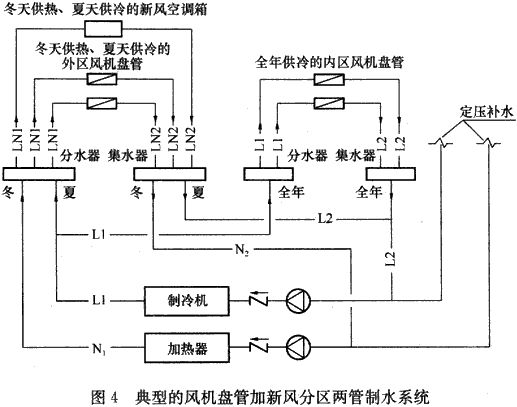 冬天供热、夏天供冷的新风空调箱
冬天供热、夏天供冷的
外区风机盘管
全年供冷的内区风机盘管
定压补水
LN1 LN1 LN1 LN2 LN2 LN2 L1 L1 L2 L2
分水器 集水器 分水器 集水器
冬 夏 冬 夏 全年 全年
L2
L1
N₂
L2
L1 制冷机
N₁ 加热器
图 4 典型的风机盘管加新风分区两管制水系统